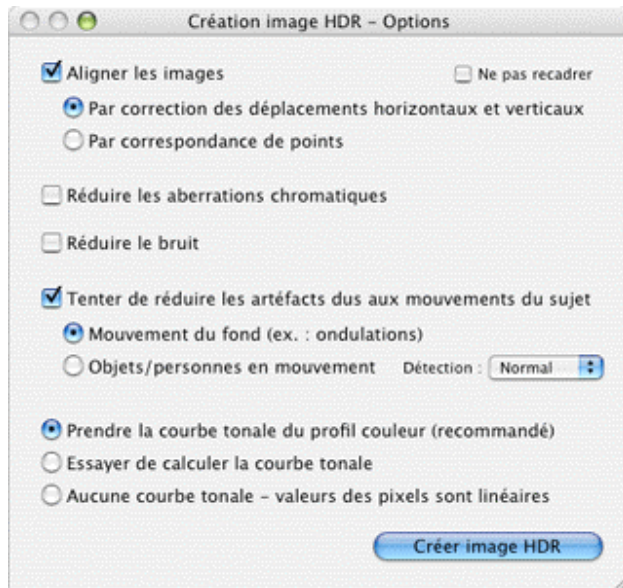 Création image HDR – Options
Aligner les images
Ne pas recadrer
Par correction des déplacements horizontaux et verticaux
Par correspondance de points
Réduire les aberrations chromatiques
Réduire le bruit
Tenter de réduire les artéfacts dus aux mouvements du sujet
Mouvement du fond (ex. : ondulations)
Objets/personnes en mouvement Détection : Normal
Prendre la courbe tonale du profil couleur (recommandé)
Essayer de calculer la courbe tonale
Aucune courbe tonale – valeurs des pixels sont linéaires
Créer image HDR